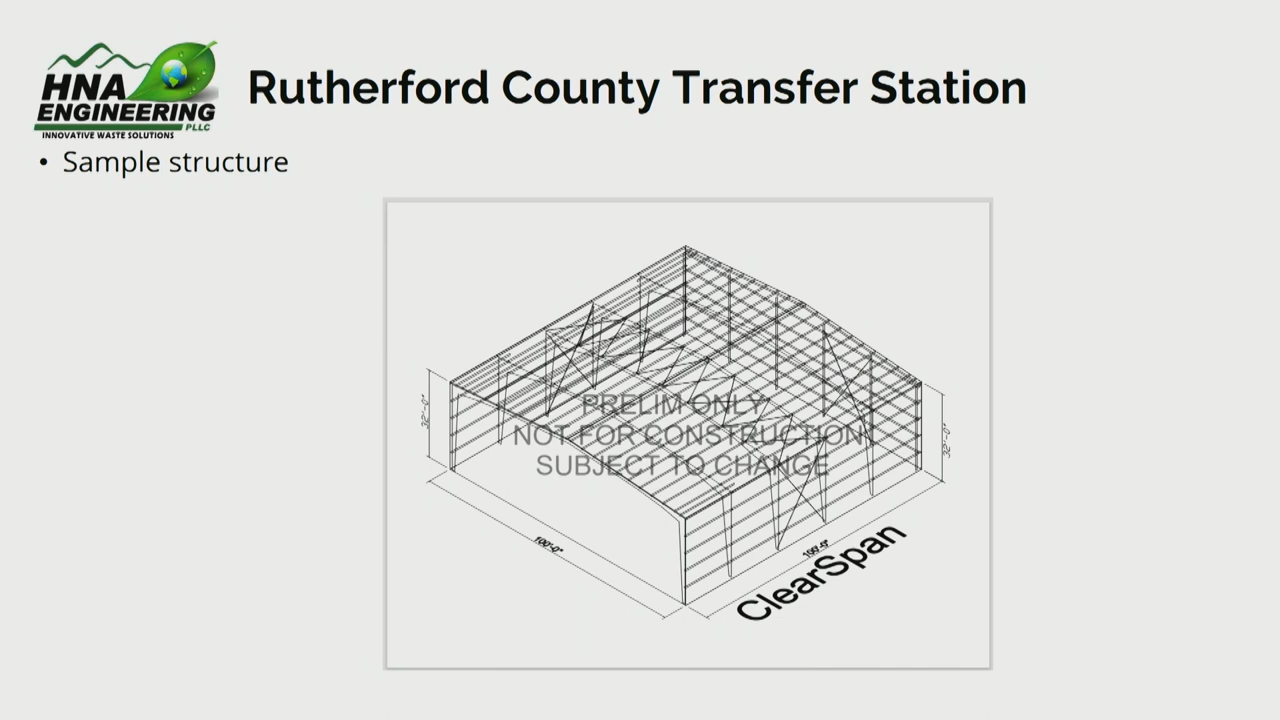 HNA
ENGINEERING
PLLC
INNOVATIVE WASTE SOLUTIONS
Rutherford County Transfer Station
• Sample structure
PRELIM ONLY
NOT FOR CONSTRUCTION
SUBJECT TO CHANGE
32'-0"
32'-0"
100'-0"
100'-0"
ClearSpan